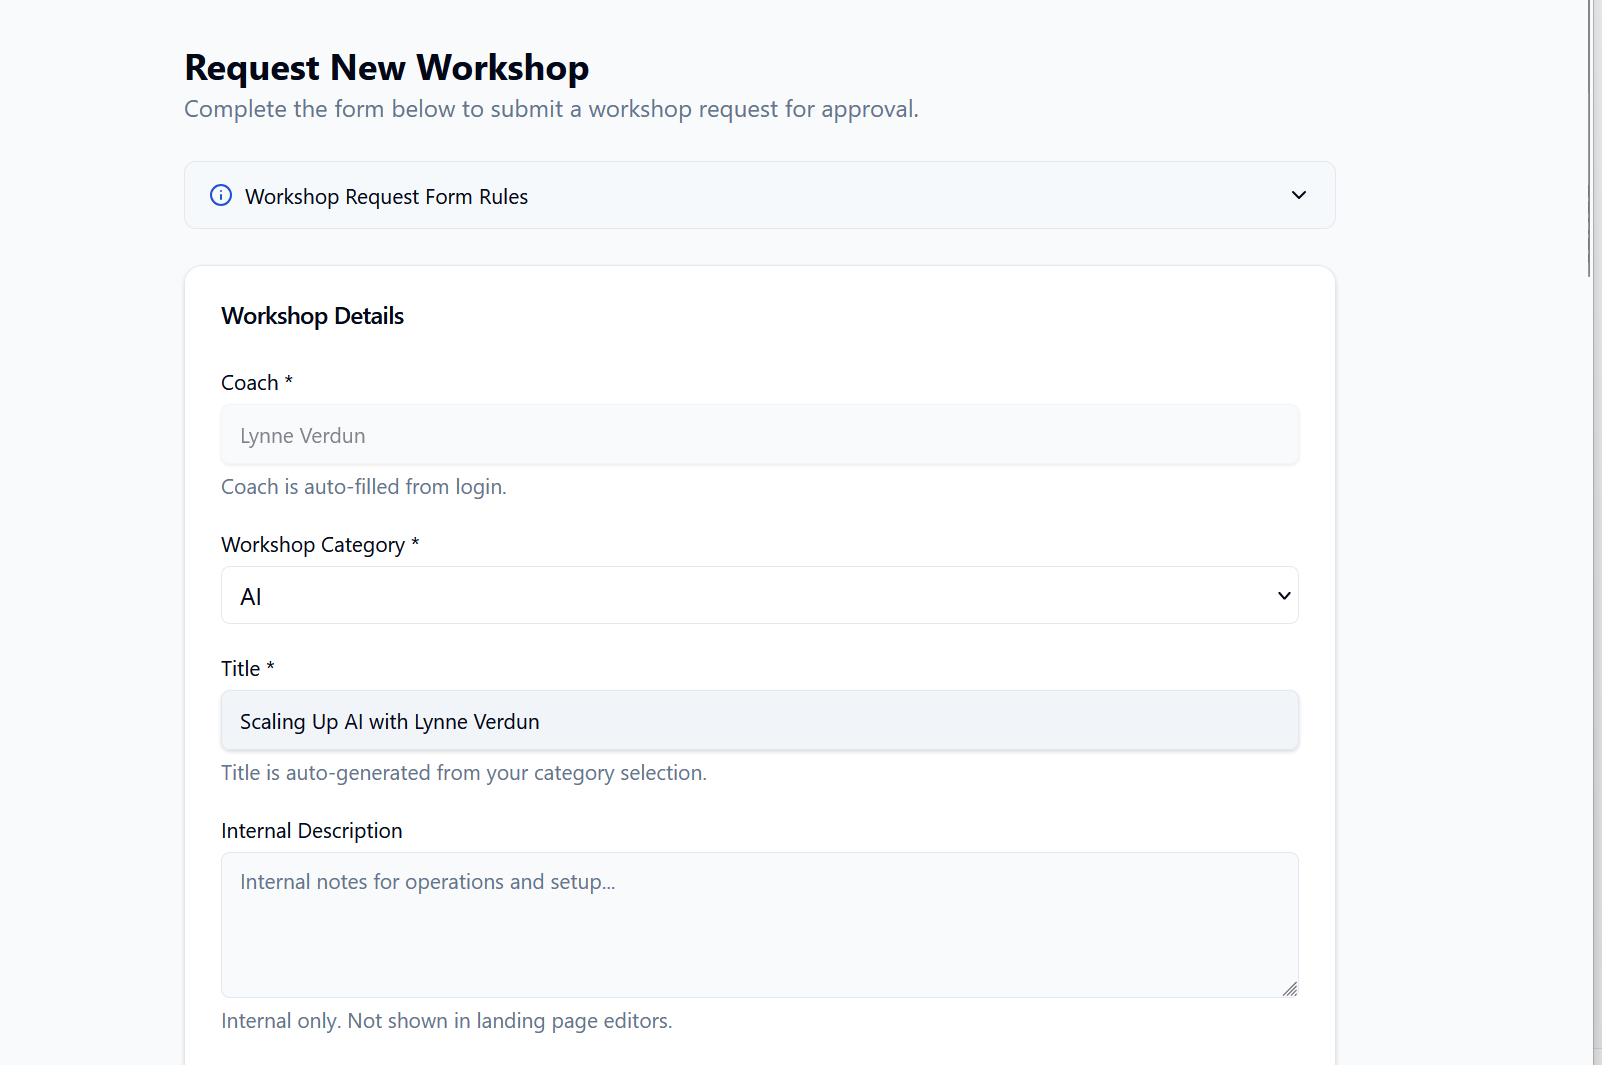 Request New Workshop
Complete the form below to submit a workshop request for approval.
Workshop Request Form Rules
Workshop Details
Coach *
Lynne Verdun
Coach is auto-filled from login.
Workshop Category *
AI
Title *
Scaling Up AI with Lynne Verdun
Title is auto-generated from your category selection.
Internal Description
Internal notes for operations and setup...
Internal only. Not shown in landing page editors.